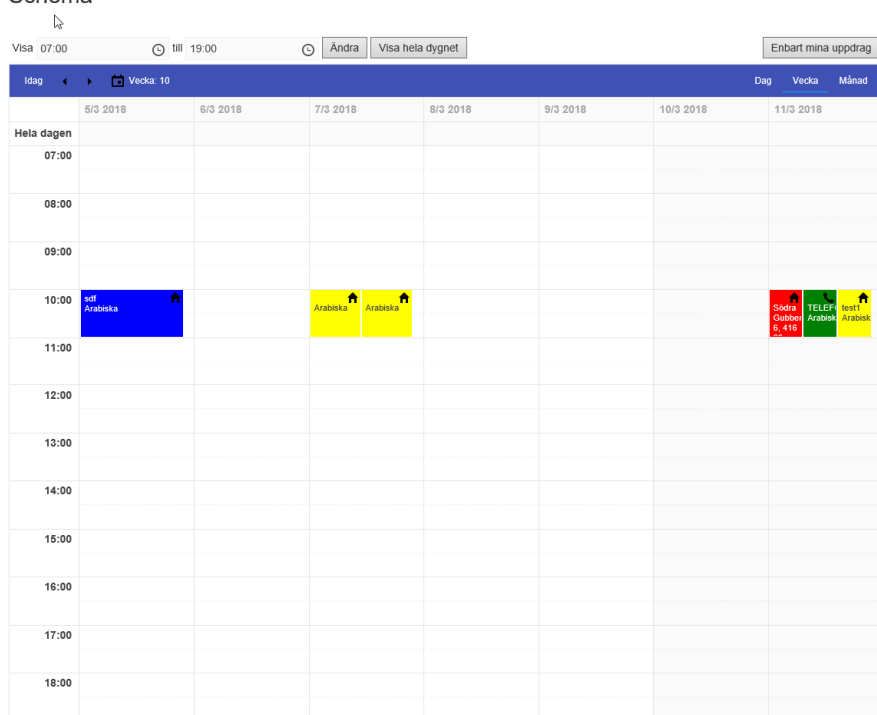 Schema
Visa 07:00 till 19:00 Ändra Visa hela dygnet Enbart mina uppdrag
Idag Vecka: 10 Dag Vecka Månad
5/3 2018 6/3 2018 7/3 2018 8/3 2018 9/3 2018 10/3 2018 11/3 2018
Hela dagen
07:00
08:00
09:00
10:00
sdf
Arabiska
Arabiska Arabiska
Södra
Gubber
6, 416
TELEF
Arabisk
test1
Arabisk
11:00
12:00
13:00
14:00
15:00
16:00
17:00
18:00